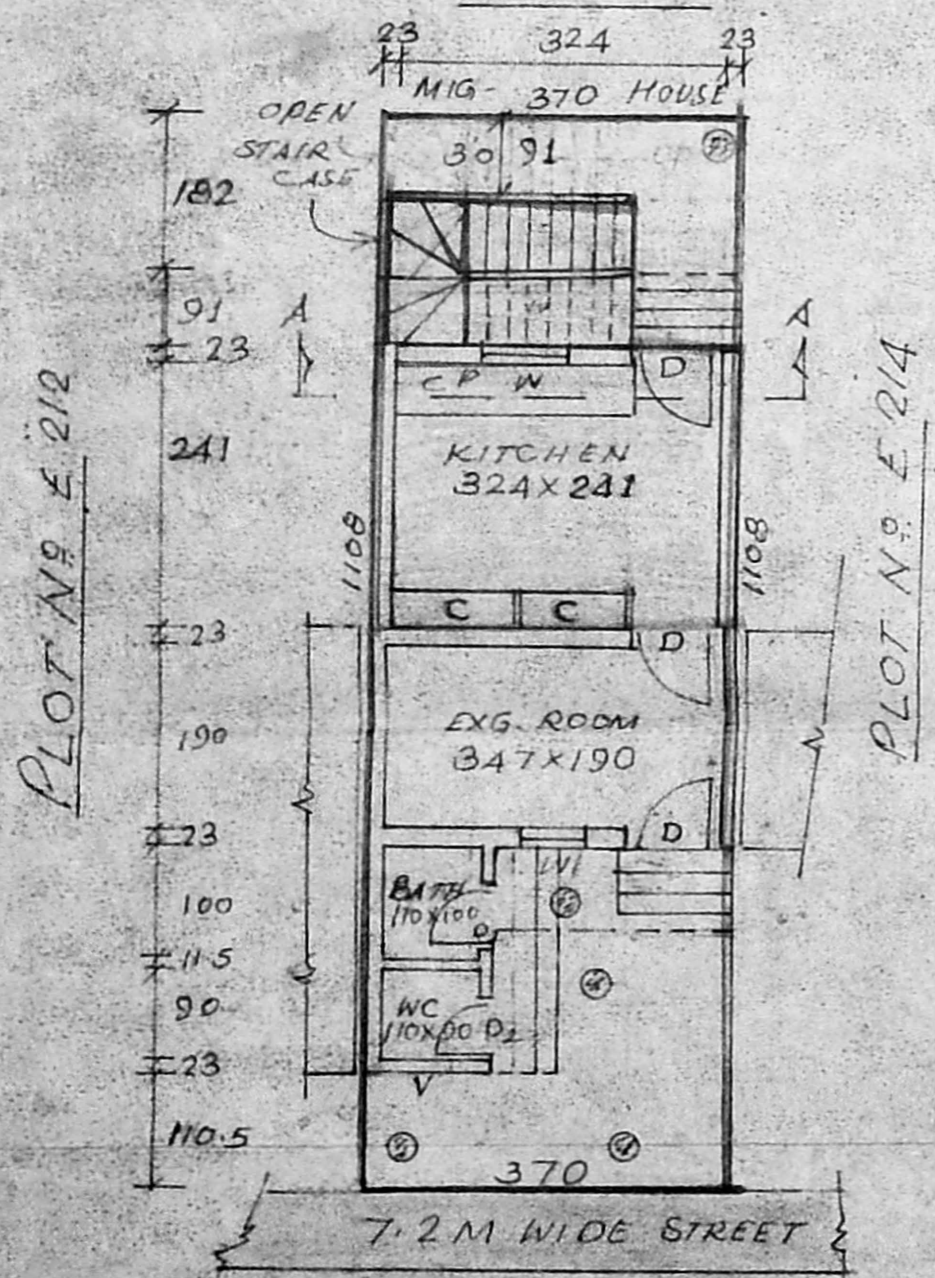 23 324 23
MIG- 370 HOUSE
OPEN
STAIR
CASE
30 91
182
91
23
A A
D
C P W
241
KITCHEN
324 X 241
1108 1108
PLOT Nº E 212
PLOT Nº E 214
C C
23
D
190
EXG. ROOM
347 X 190
23
D
BATH
110 X 100
100
11.5
90
WC
110 X 90 D2
23
V
110.5
370
7.2 M WIDE STREET